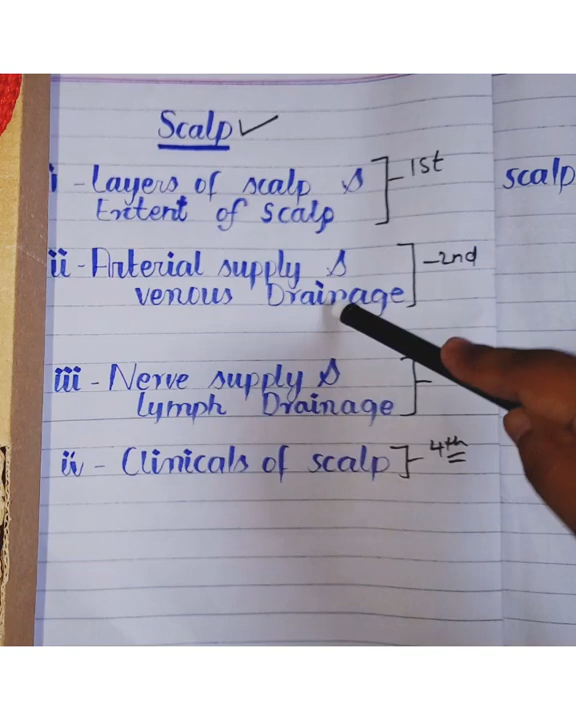 Scalp ✓
i - Layers of scalp &
Extent of scalp
1st
ii - Arterial supply &
venous Drainage
2nd
iii - Nerve supply &
lymph Drainage
iv - Clinicals of scalp
4th
scalp